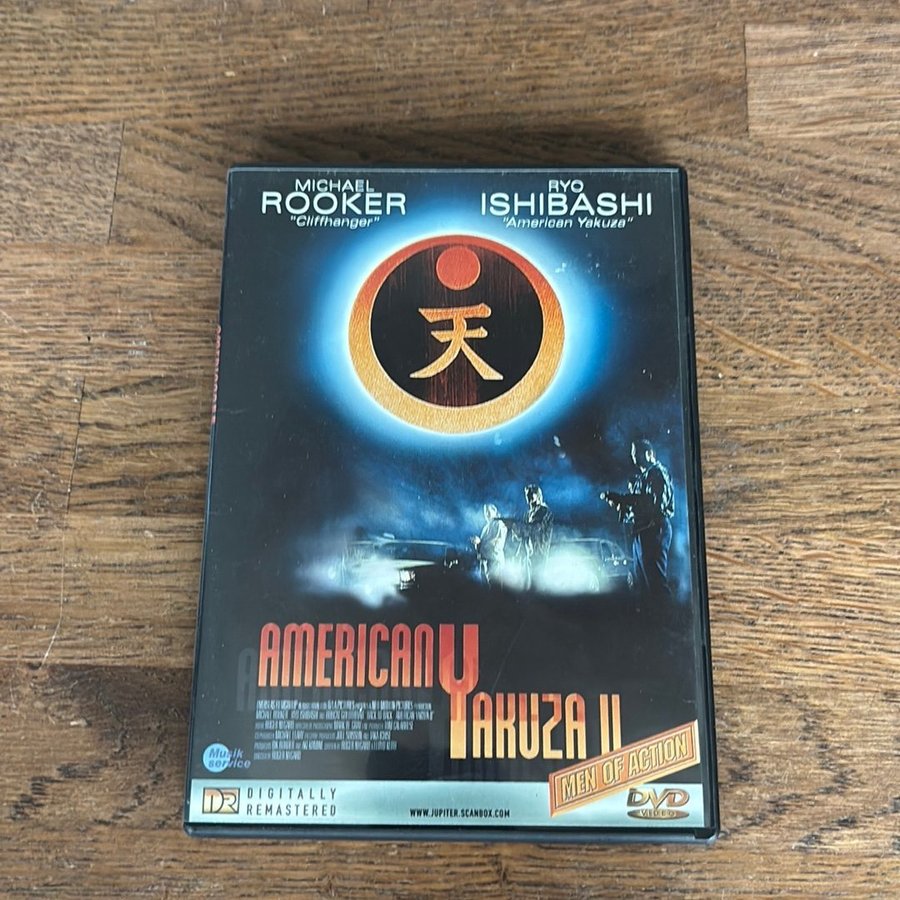 MICHAEL
ROOKER
"Cliffhanger"
RYO
ISHIBASHI
"American Yakuza"
天
AMERICAN
YAKUZA II
Musik
service
MEN OF ACTION
DR DIGITALLY
REMASTERED
WWW.JUPITER.SCANBOX.COM
DVD
VIDEO